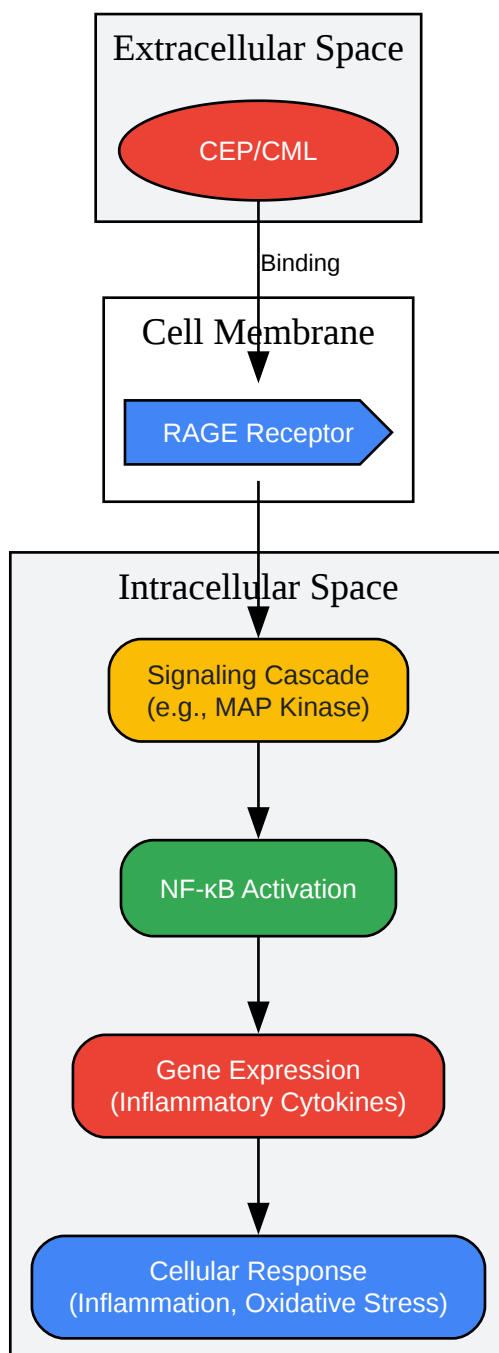 Extracellular Space
CEP/CML
Binding
Cell Membrane
RAGE Receptor
Intracellular Space
Signaling Cascade
(e.g., MAP Kinase)
NF-κB Activation
Gene Expression
(Inflammatory Cytokines)
Cellular Response
(Inflammation, Oxidative Stress)